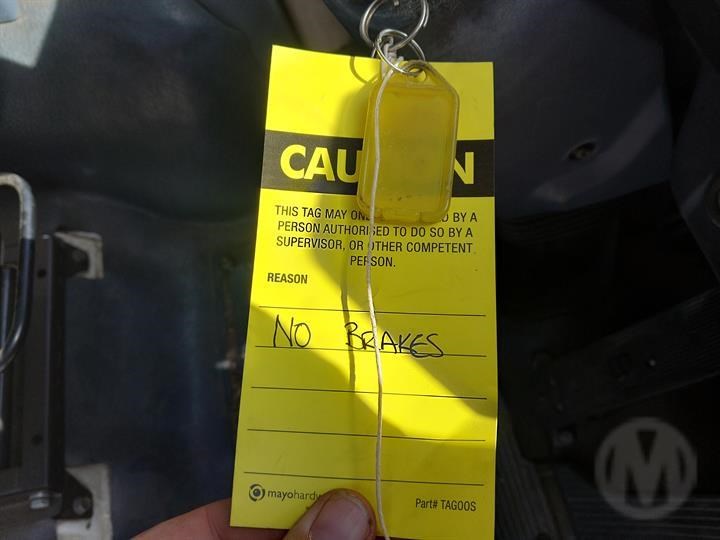 CAU N
THIS TAG MAY ON D BY A
PERSON AUTHORISED TO DO SO BY A
SUPERVISOR, OR OTHER COMPETENT
PERSON.
REASON
NO BRAKES
mayohardw
Part# TAG00S
M